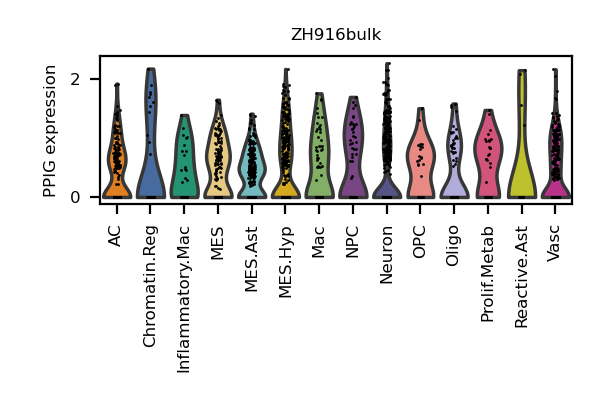 ZH916bulk
PPIG expression
2
0
AC
Chromatin.Reg
Inflammatory.Mac
MES
MES.Ast
MES.Hyp
Mac
NPC
Neuron
OPC
Oligo
Prolif.Metab
Reactive.Ast
Vasc